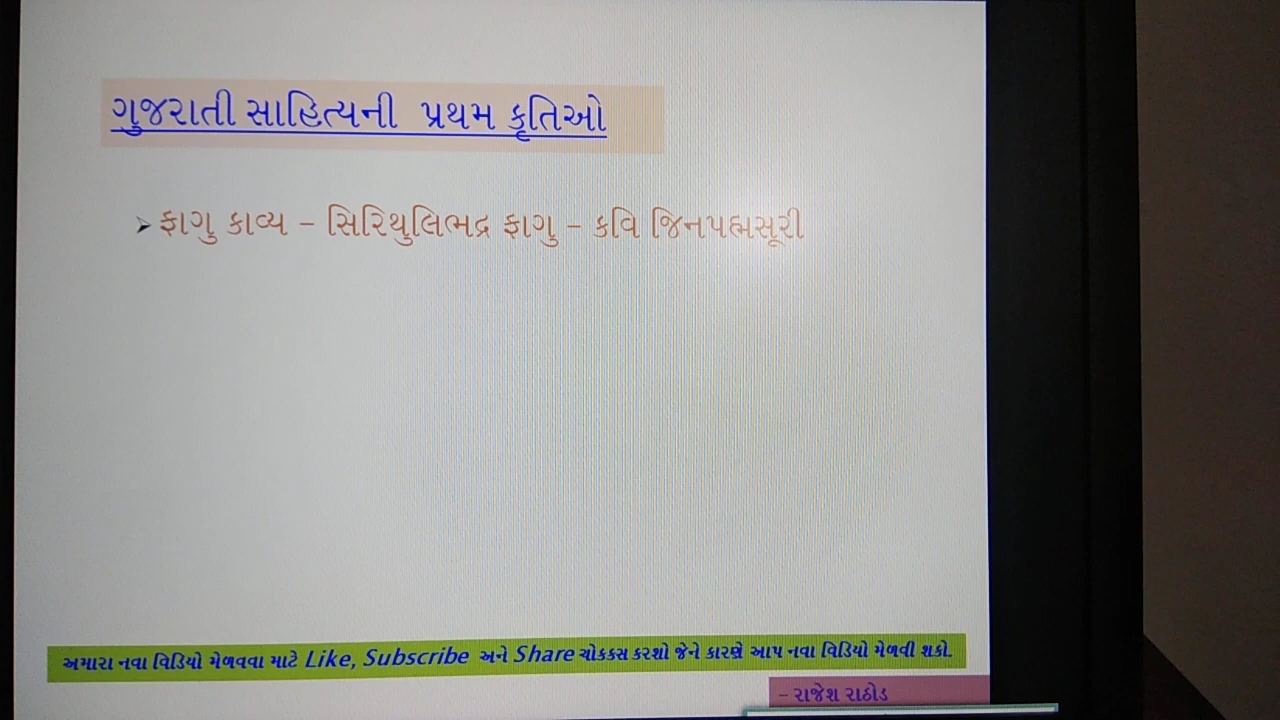 ગુજરાતી સાહિત્યની પ્રથમ કૃતિઓ
➢ ફાગુ કાવ્ય – સિરિથુલિભદ્ર ફાગુ – કવિ જિનપદ્મસૂરી
અમારા નવા વિડિયો મેળવવા માટે Like, Subscribe અને Share ચોકકસ કરશો જેને કારણે આપ નવા વિડિયો મેળવી શકો.
– રાજેશ રાઠોડ